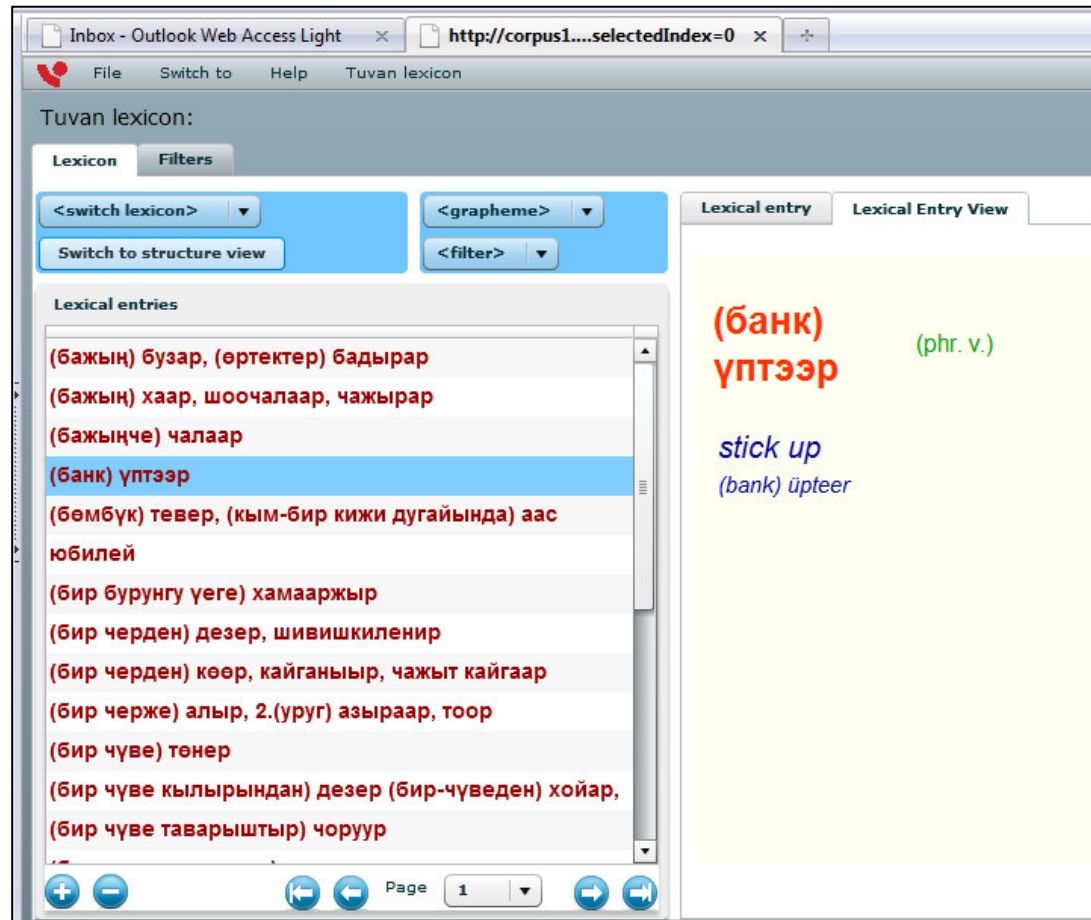 Inbox - Outlook Web Access Light
http://corpus1....selectedIndex=0
File Switch to Help Tuvan lexicon
Tuvan lexicon:
Lexicon Filters
<switch lexicon>
<grapheme>
Switch to structure view
<filter>
Lexical entries
(бажың) бузар, (өртектер) бадырар
(бажың) хаар, шоочалаар, чажырар
(бажыңче) чалаар
(банк) үптээр
(бөмбүк) тевер, (кым-бир кижи дугайында) аас
юбилей
(бир бурунгу үеге) хамааржыр
(бир черден) дезер, шивишкиленир
(бир черден) көөр, кайганыыр, чажыт кайгаар
(бир черже) алыр, 2.(уруг) азыраар, тоор
(бир чүве) төнер
(бир чүве кылырындан) дезер (бир-чүведен) хойар,
(бир чүве таварыштыр) чоруур
Page 1
Lexical entry Lexical Entry View
(банк)
үптээр
(phr. v.)
stick up
(bank) üpteer